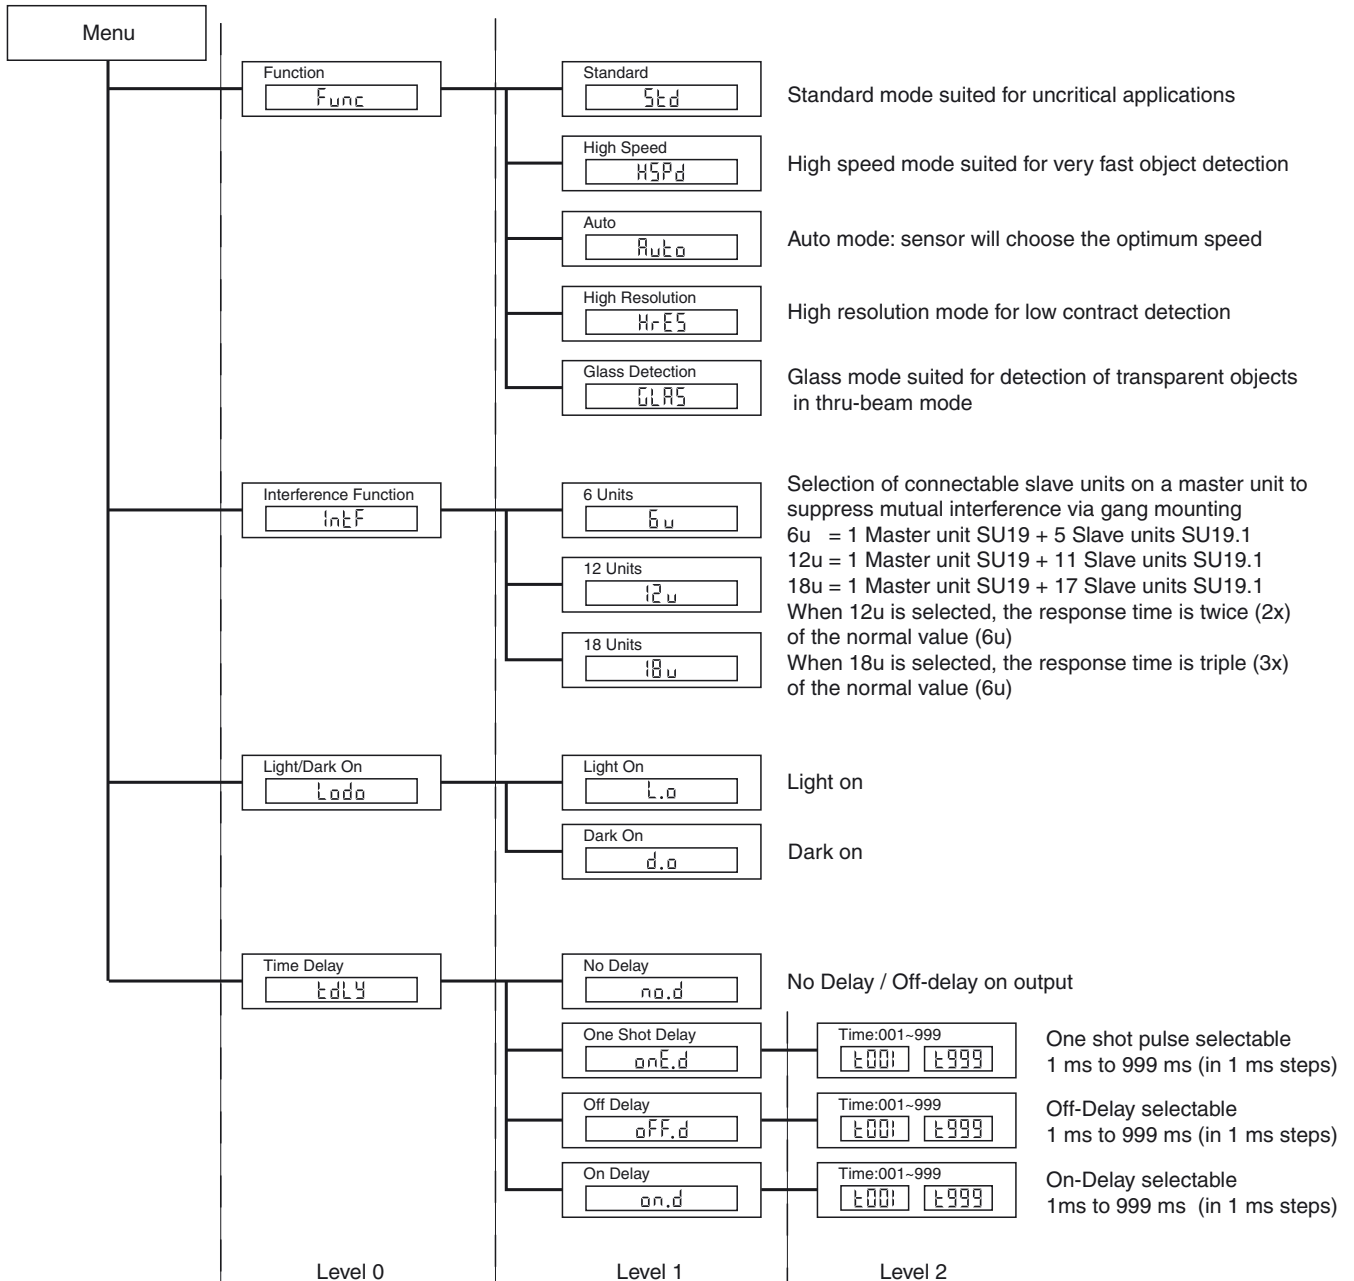 Menu
Function
Func
Standard
Std
Standard mode suited for uncritical applications
High Speed
HSPd
High speed mode suited for very fast object detection
Auto
Auto
Auto mode: sensor will choose the optimum speed
High Resolution
HrES
High resolution mode for low contract detection
Glass Detection
GLAS
Glass mode suited for detection of transparent objects
in thru-beam mode
Interference Function
IntF
6 Units
6u
12 Units
12u
18 Units
18u
Selection of connectable slave units on a master unit to
suppress mutual interference via gang mounting
6u = 1 Master unit SU19 + 5 Slave units SU19.1
12u = 1 Master unit SU19 + 11 Slave units SU19.1
18u = 1 Master unit SU19 + 17 Slave units SU19.1
When 12u is selected, the response time is twice (2x)
of the normal value (6u)
When 18u is selected, the response time is triple (3x)
of the normal value (6u)
Light/Dark On
Lodo
Light On
L.o
Light on
Dark On
d.o
Dark on
Time Delay
tdLY
No Delay
no.d
No Delay / Off-delay on output
One Shot Delay
onE.d
Time:001~999
t001 t999
One shot pulse selectable
1 ms to 999 ms (in 1 ms steps)
Off Delay
oFF.d
Time:001~999
t001 t999
Off-Delay selectable
1 ms to 999 ms (in 1 ms steps)
On Delay
on.d
Time:001~999
t001 t999
On-Delay selectable
1ms to 999 ms (in 1 ms steps)
Level 0
Level 1
Level 2